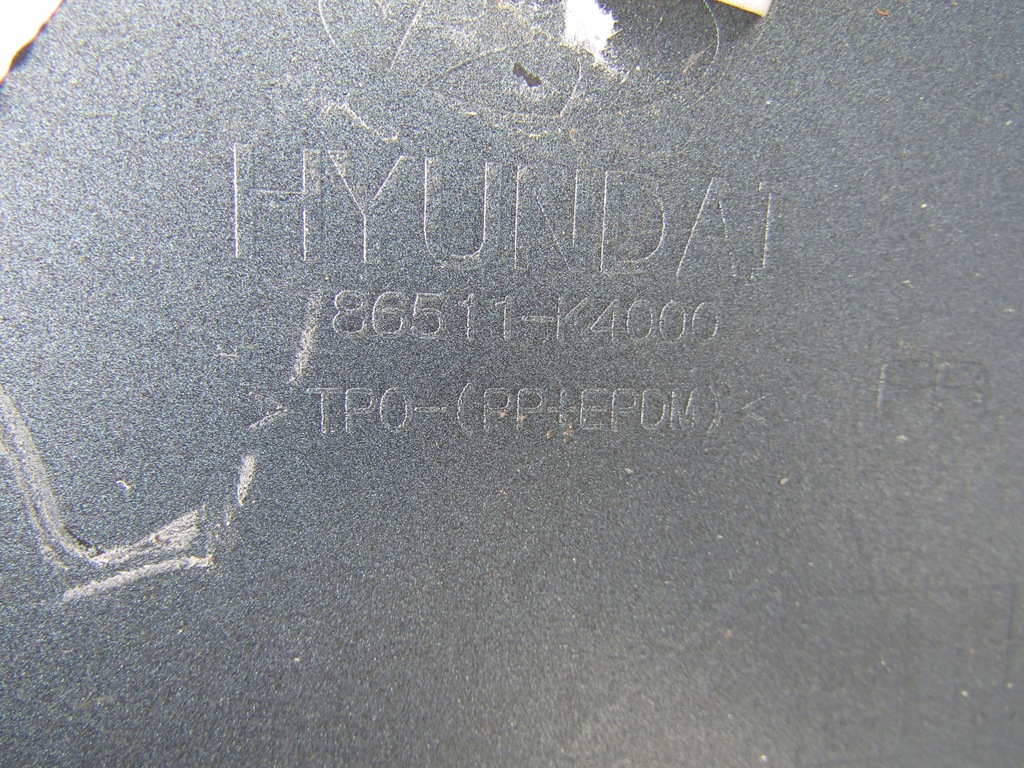 HYUNDAI
86511-K4000
>TPO-(PP+EPDM)<